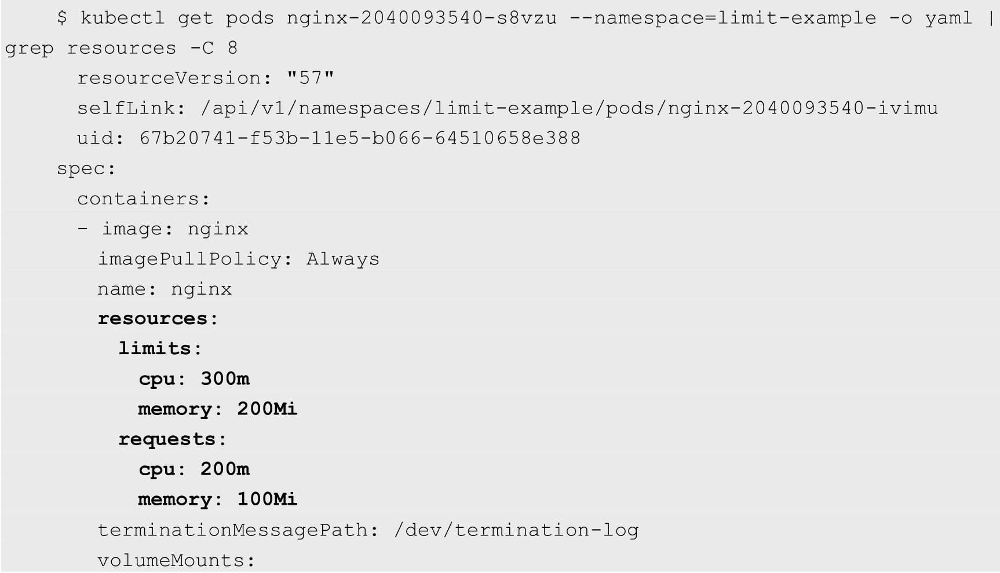 $ kubectl get pods nginx-2040093540-s8vzu --namespace=limit-example -o yaml |
grep resources -C 8
resourceVersion: "57"
selfLink: /api/v1/namespaces/limit-example/pods/nginx-2040093540-ivimu
uid: 67b20741-f53b-11e5-b066-64510658e388
spec:
containers:
- image: nginx
imagePullPolicy: Always
name: nginx
resources:
limits:
cpu: 300m
memory: 200Mi
requests:
cpu: 200m
memory: 100Mi
terminationMessagePath: /dev/termination-log
volumeMounts: